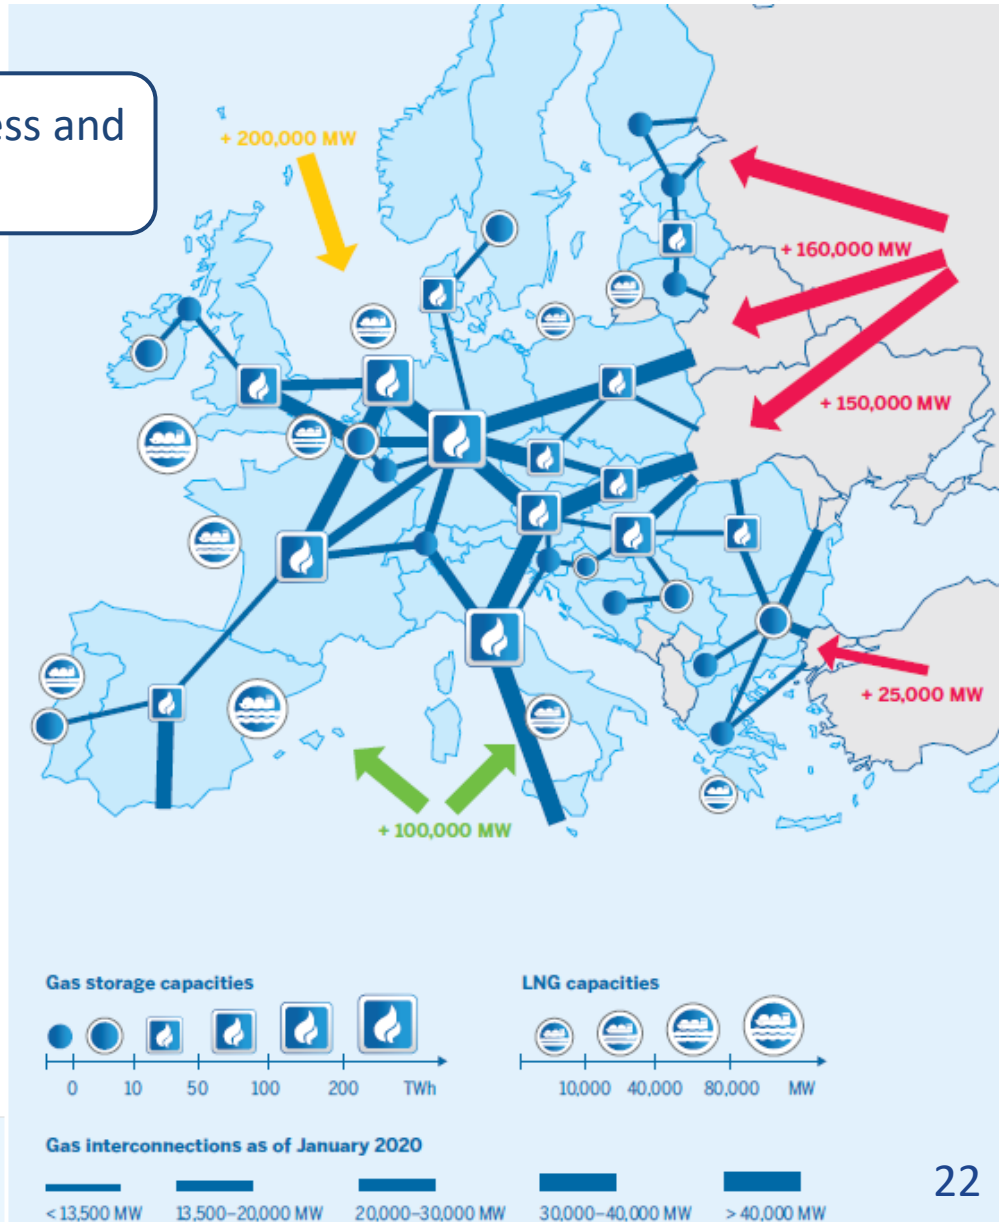 ess and
+ 200,000 MW
+ 160,000 MW
+ 150,000 MW
+ 25,000 MW
+ 100,000 MW
Gas storage capacities
0 10 50 100 200 TWh
LNG capacities
10,000 40,000 80,000 MW
Gas interconnections as of January 2020
< 13,500 MW 13,500–20,000 MW 20,000–30,000 MW 30,000–40,000 MW > 40,000 MW
22